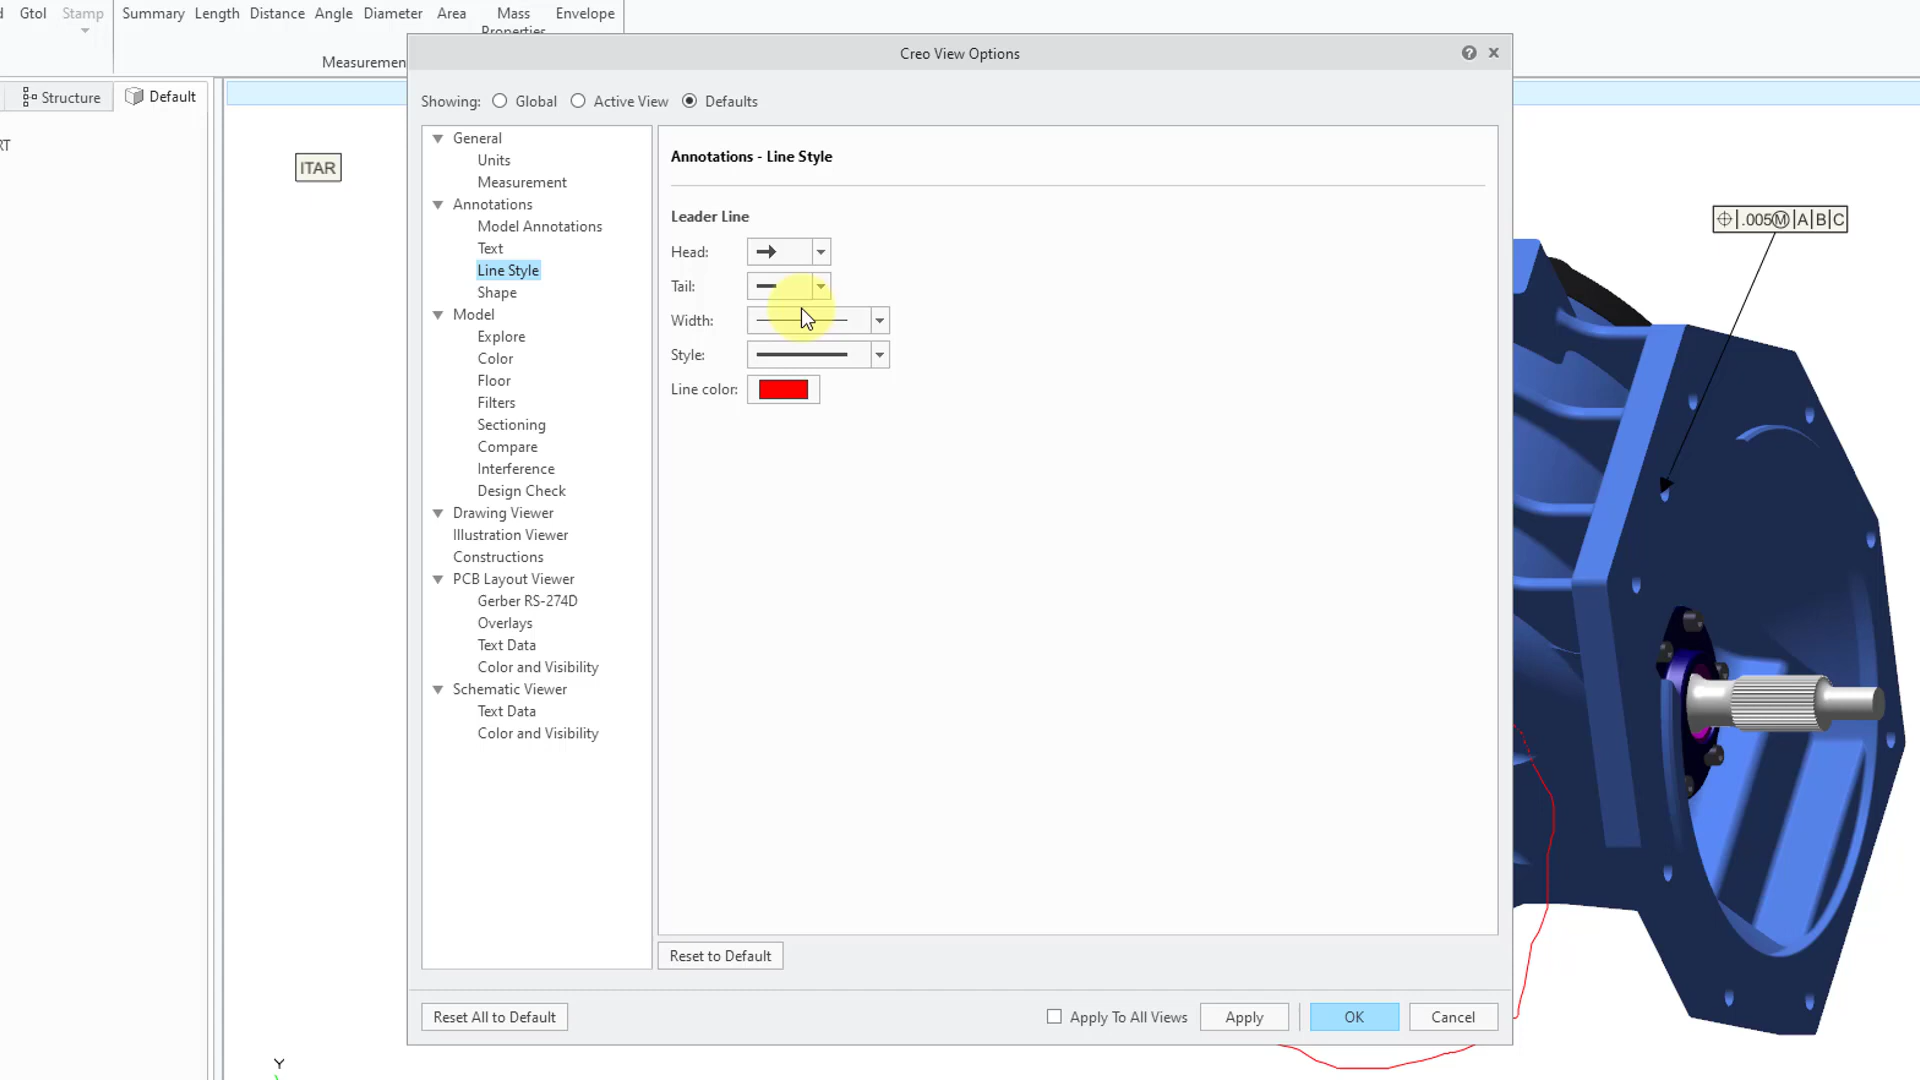 Gtol Stamp Summary Length Distance Angle Diameter Area Mass Properties Envelope
Measuremen
Structure Default
RT
ITAR
Creo View Options
Showing: Global Active View Defaults
General
Units
Measurement
Annotations
Model Annotations
Text
Line Style
Shape
Model
Explore
Color
Floor
Filters
Sectioning
Compare
Interference
Design Check
Drawing Viewer
Illustration Viewer
Constructions
PCB Layout Viewer
Gerber RS-274D
Overlays
Text Data
Color and Visibility
Schematic Viewer
Text Data
Color and Visibility
Annotations - Line Style
Leader Line
Head:
Tail:
Width:
Style:
Line color:
Reset to Default
Reset All to Default
Apply To All Views Apply OK Cancel
⌖|.005Ⓜ|A|B|C
Y